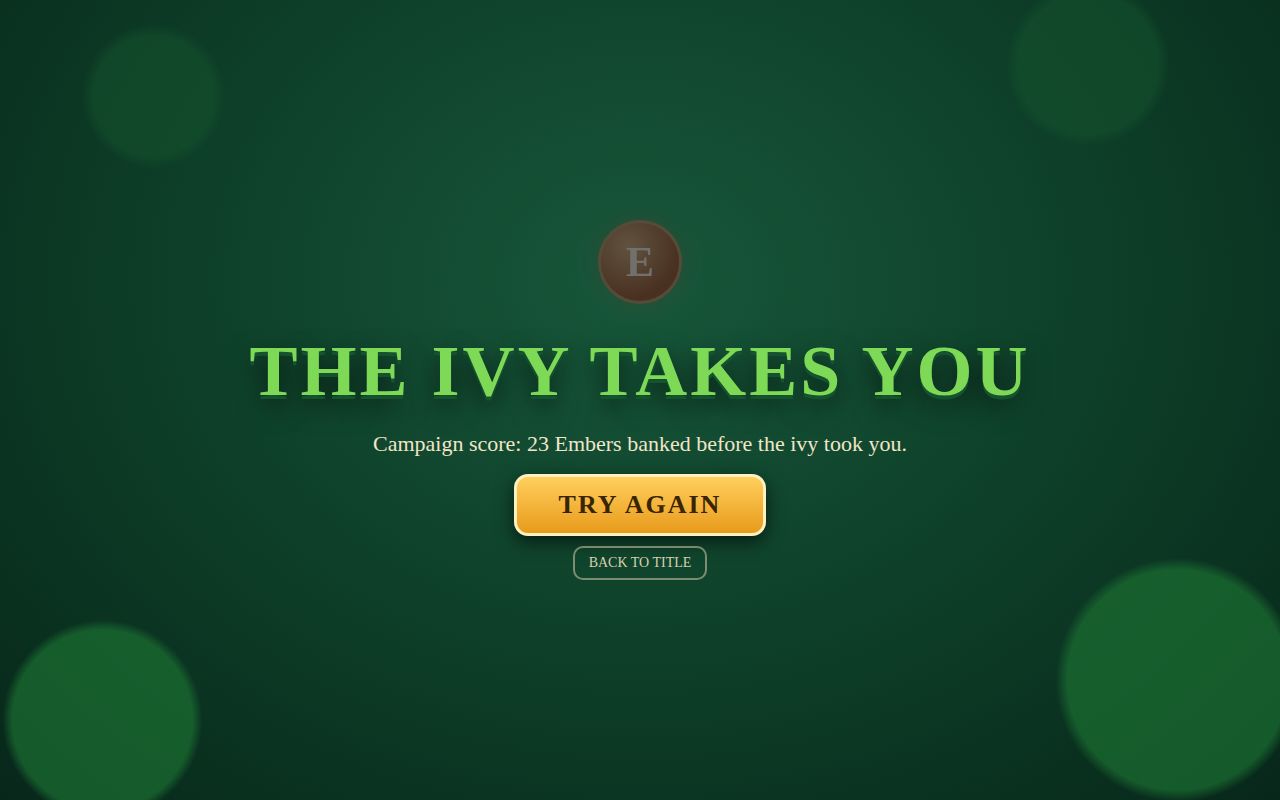 E
THE IVY TAKES YOU
Campaign score: 23 Embers banked before the ivy took you.
TRY AGAIN
BACK TO TITLE